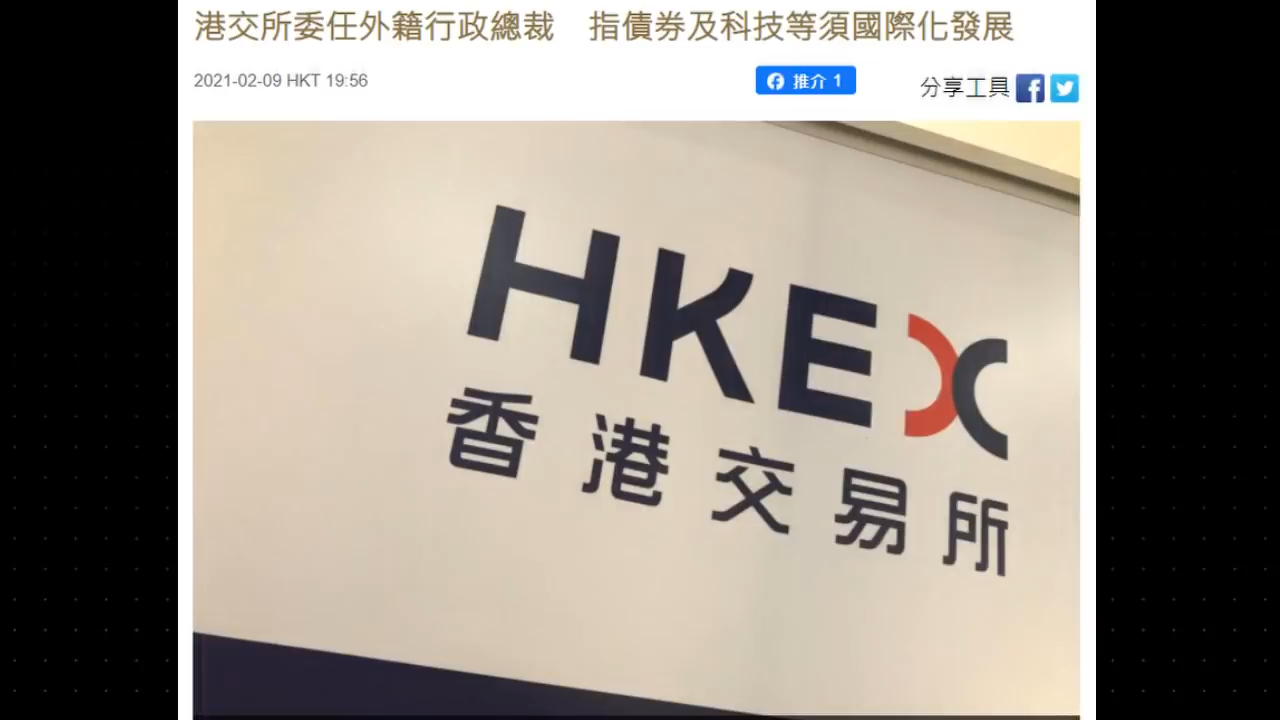 港交所委任外籍行政總裁　指債券及科技等須國際化發展
2021-02-09 HKT 19:56
推介 1
分享工具
HKEX
香港交易所